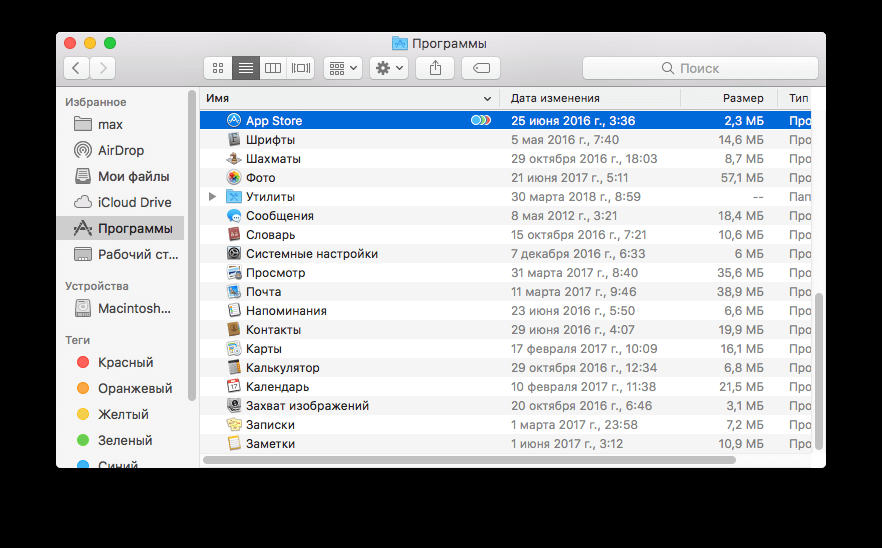 Программы
Поиск
Избранное
max
AirDrop
Мои файлы
iCloud Drive
Программы
Рабочий ст...
Устройства
Macintosh...
Теги
Красный
Оранжевый
Желтый
Зеленый
Синий
Имя Дата изменения Размер Тип
App Store 25 июня 2016 г., 3:36 2,3 МБ Про
Шрифты 5 мая 2016 г., 7:40 14,6 МБ Про
Шахматы 29 октября 2016 г., 18:03 8,7 МБ Про
Фото 21 июня 2017 г., 5:11 57,1 МБ Про
Утилиты 30 марта 2018 г., 8:59 -- Пап
Сообщения 8 мая 2012 г., 3:21 18,4 МБ Про
Словарь 15 октября 2016 г., 7:21 10,6 МБ Про
Системные настройки 7 декабря 2016 г., 6:33 6 МБ Про
Просмотр 31 марта 2017 г., 8:40 35,6 МБ Про
Почта 11 марта 2017 г., 9:46 38,9 МБ Про
Напоминания 23 июня 2016 г., 5:50 6,6 МБ Про
Контакты 29 июня 2016 г., 4:07 19,9 МБ Про
Карты 17 февраля 2017 г., 10:09 16,1 МБ Про
Калькулятор 29 октября 2016 г., 12:34 6,8 МБ Про
Календарь 10 февраля 2017 г., 11:38 21,5 МБ Про
Захват изображений 20 октября 2016 г., 6:46 3,1 МБ Про
Записки 1 марта 2017 г., 23:58 7,2 МБ Про
Заметки 1 июня 2017 г., 3:12 10,9 МБ Про